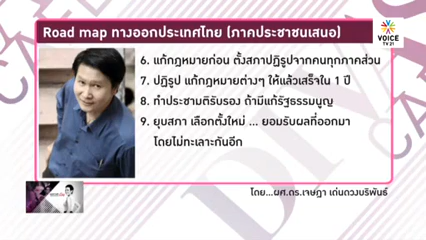 Road map ทางออกประเทศไทย (ภาคประชาชนเสนอ)
VOICE
TV 21
6. แก้กฎหมายก่อน ตั้งสภาปฏิรูปจากคนทุกภาคส่วน
7. ปฏิรูป แก้กฎหมายต่างๆ ให้แล้วเสร็จใน 1 ปี
8. ทำประชามติรับรอง ถ้ามีแก้รัฐธรรมนูญ
9. ยุบสภา เลือกตั้งใหม่ ... ยอมรับผลที่ออกมา
โดยไม่ทะเลาะกันอีก
โดย...ผศ.ดร.เจษฎา เด่นดวงบริพันธ์